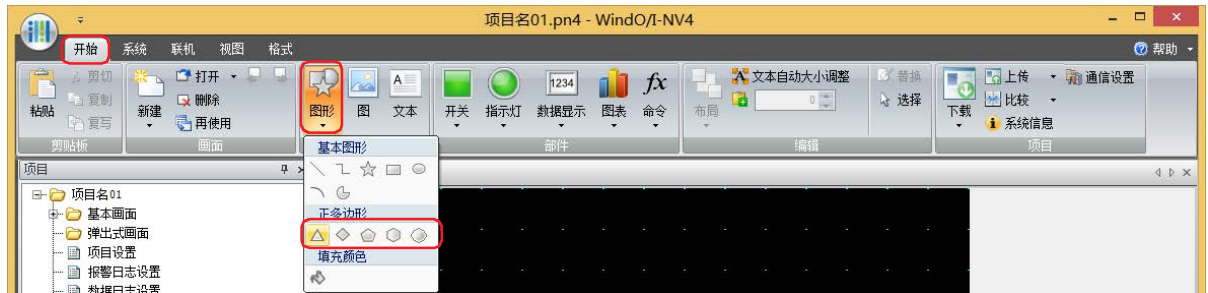 项目名01.pn4 - WindO/I-NV4
开始 系统 联机 视图 格式 帮助
粘贴 剪切 复制 复写 剪贴板
新建 打开 删除 再使用 画面
图形 图 文本
开关 指示灯 1234 数据显示 图表 fx 命令 部件
布局 文本自动大小调整 0 替换 选择 编辑
下载 上传 比较 系统信息 通信设置 项目
项目
项目名01
基本画面
弹出式画面
项目设置
报警日志设置
数据日志设置
基本图形
正多边形
填充颜色